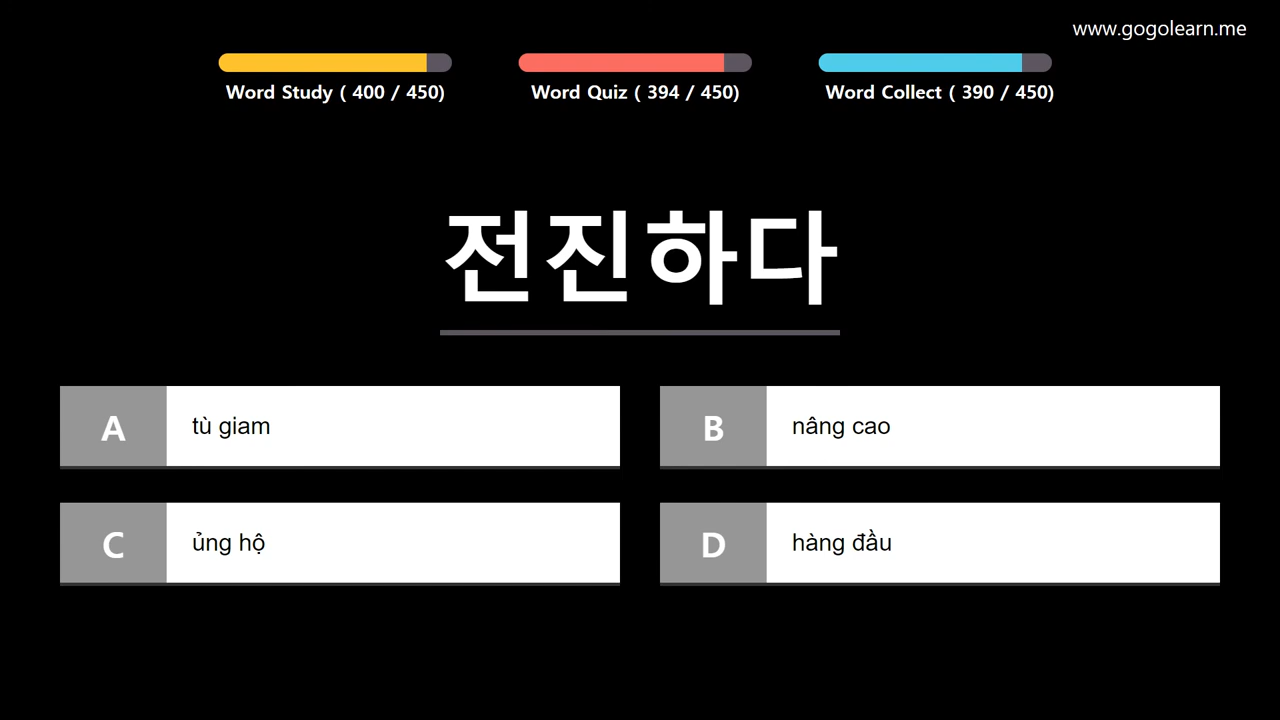 www.gogolearn.me
Word Study ( 400 / 450)
Word Quiz ( 394 / 450)
Word Collect ( 390 / 450)
전진하다
A tù giam
B nâng cao
C ủng hộ
D hàng đầu